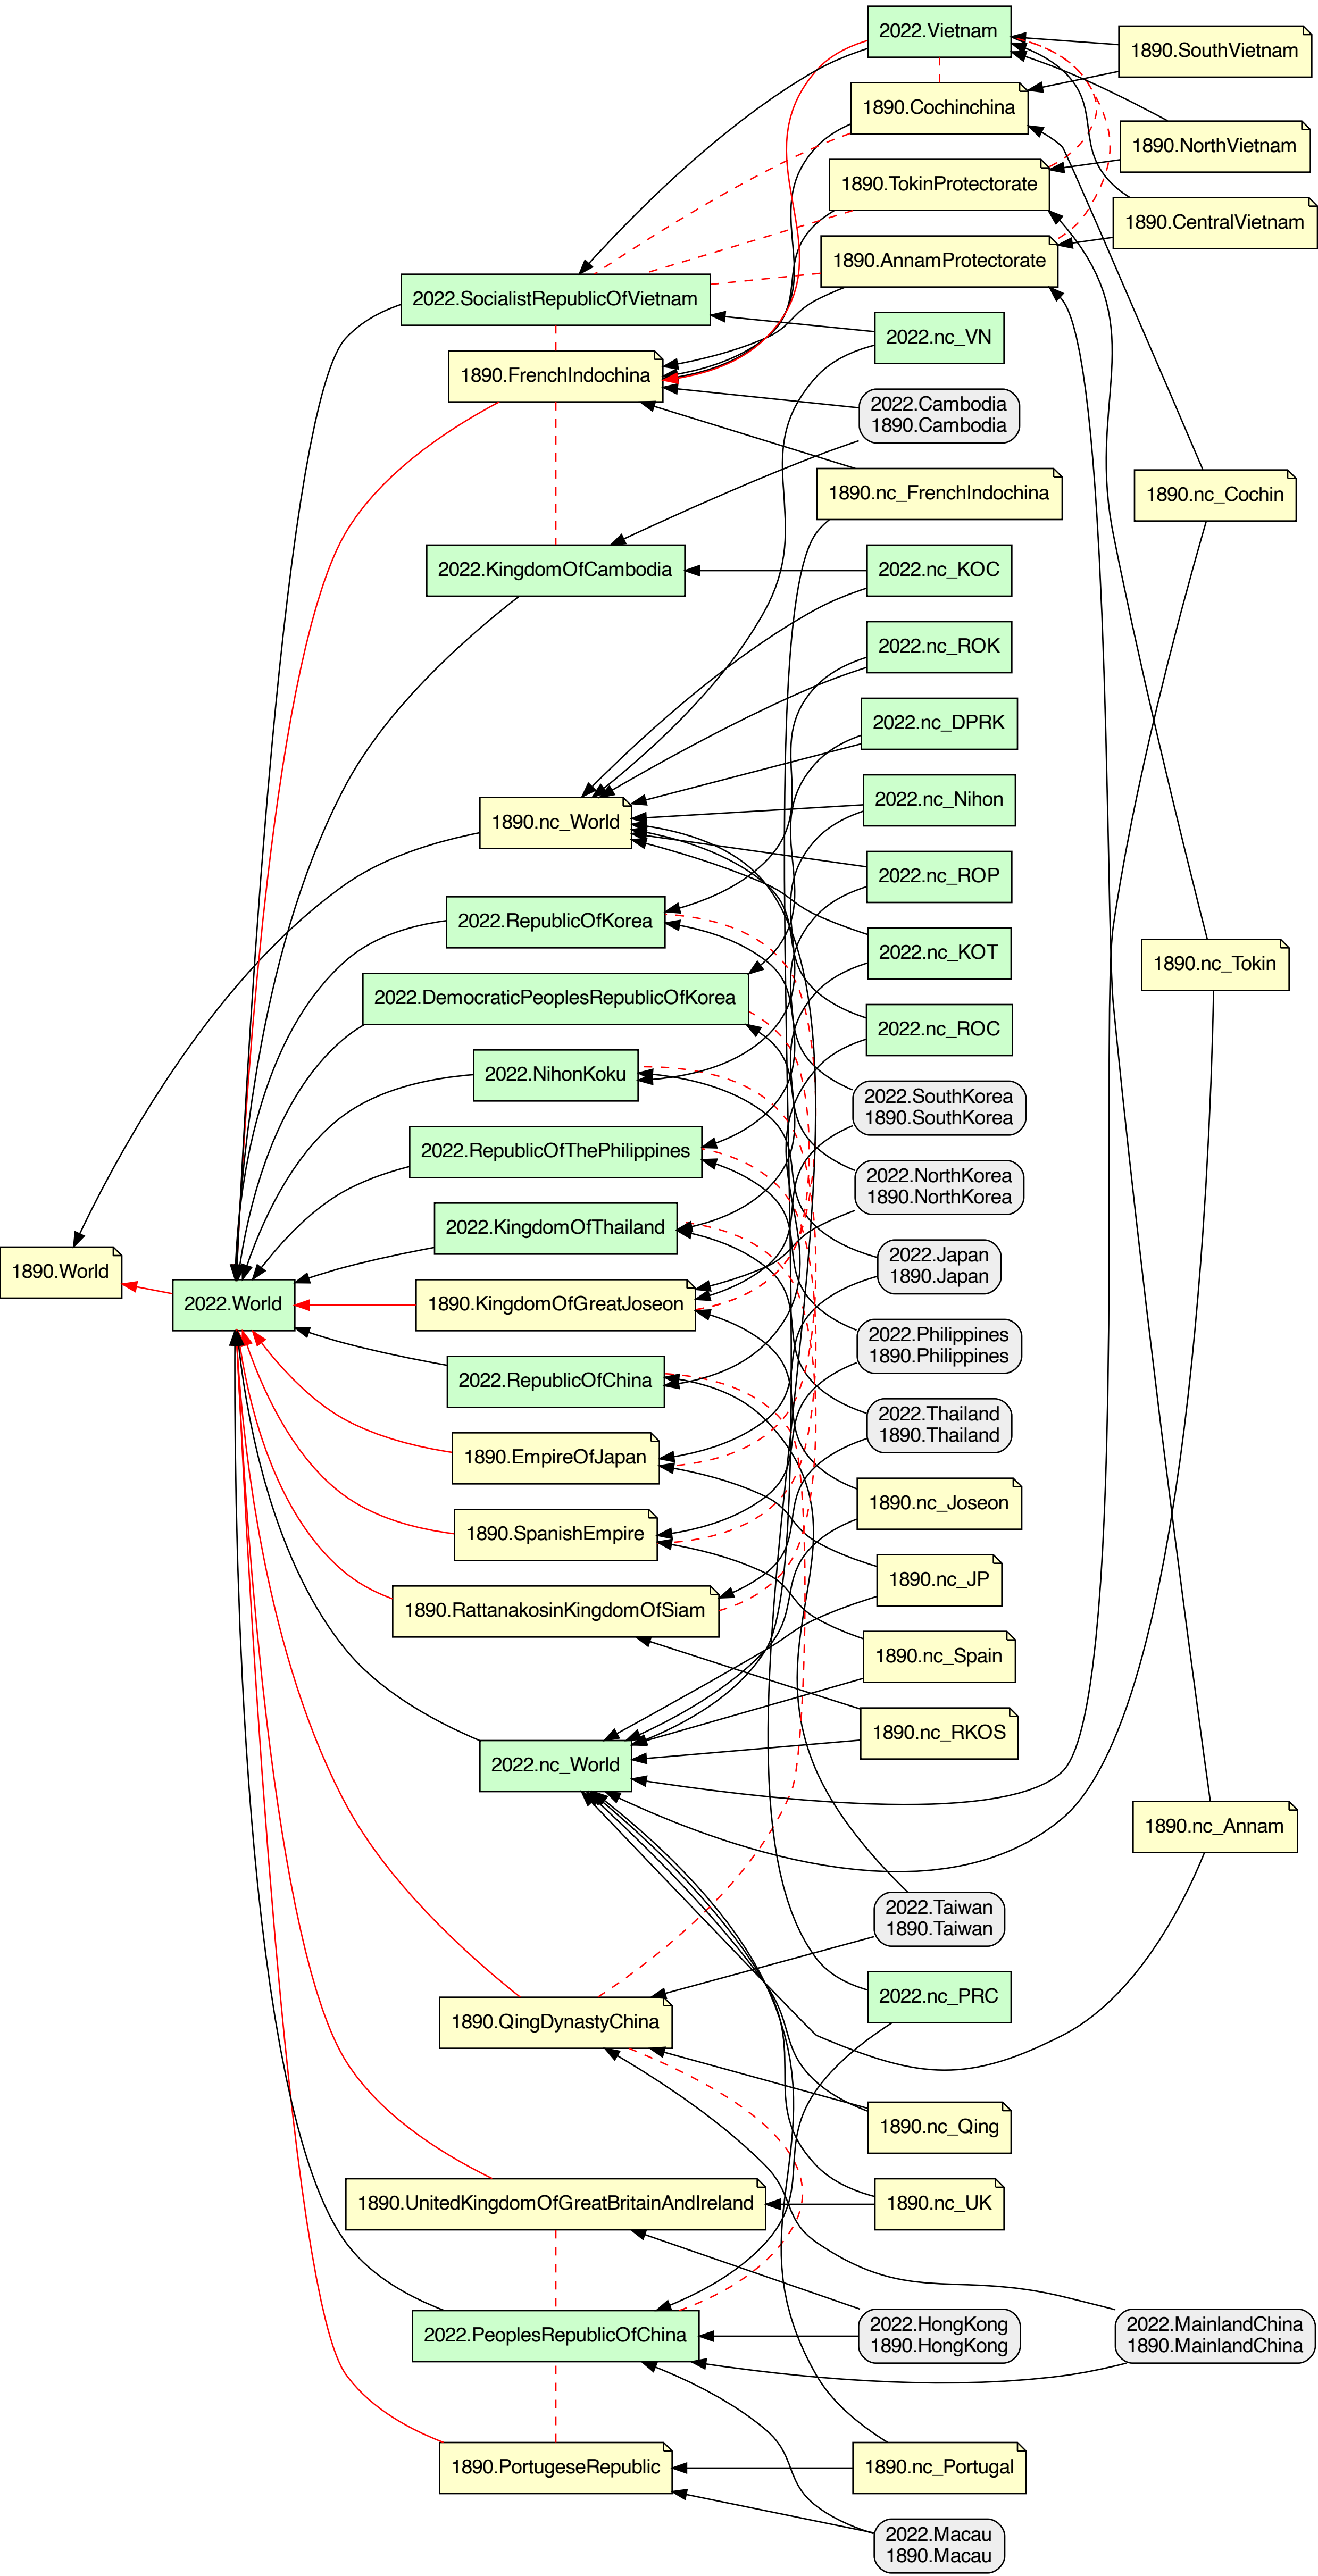 2022.Vietnam
1890.SouthVietnam
1890.Cochinchina
1890.NorthVietnam
1890.TokinProtectorate
1890.CentralVietnam
1890.AnnamProtectorate
2022.SocialistRepublicOfVietnam
2022.nc_VN
1890.FrenchIndochina
2022.Cambodia
1890.Cambodia
1890.nc_FrenchIndochina
1890.nc_Cochin
2022.KingdomOfCambodia
2022.nc_KOC
2022.nc_ROK
2022.nc_DPRK
2022.nc_Nihon
1890.nc_World
2022.nc_ROP
2022.RepublicOfKorea
2022.nc_KOT
1890.nc_Tokin
2022.DemocraticPeoplesRepublicOfKorea
2022.nc_ROC
2022.NihonKoku
2022.SouthKorea
1890.SouthKorea
2022.RepublicOfThePhilippines
2022.NorthKorea
1890.NorthKorea
2022.KingdomOfThailand
2022.Japan
1890.Japan
1890.World
2022.World
1890.KingdomOfGreatJoseon
2022.Philippines
1890.Philippines
2022.RepublicOfChina
2022.Thailand
1890.Thailand
1890.EmpireOfJapan
1890.nc_Joseon
1890.SpanishEmpire
1890.nc_JP
1890.RattanakosinKingdomOfSiam
1890.nc_Spain
1890.nc_RKOS
2022.nc_World
1890.nc_Annam
2022.Taiwan
1890.Taiwan
2022.nc_PRC
1890.QingDynastyChina
1890.nc_Qing
1890.UnitedKingdomOfGreatBritainAndIreland
1890.nc_UK
2022.PeoplesRepublicOfChina
2022.HongKong
1890.HongKong
2022.MainlandChina
1890.MainlandChina
1890.PortugeseRepublic
1890.nc_Portugal
2022.Macau
1890.Macau